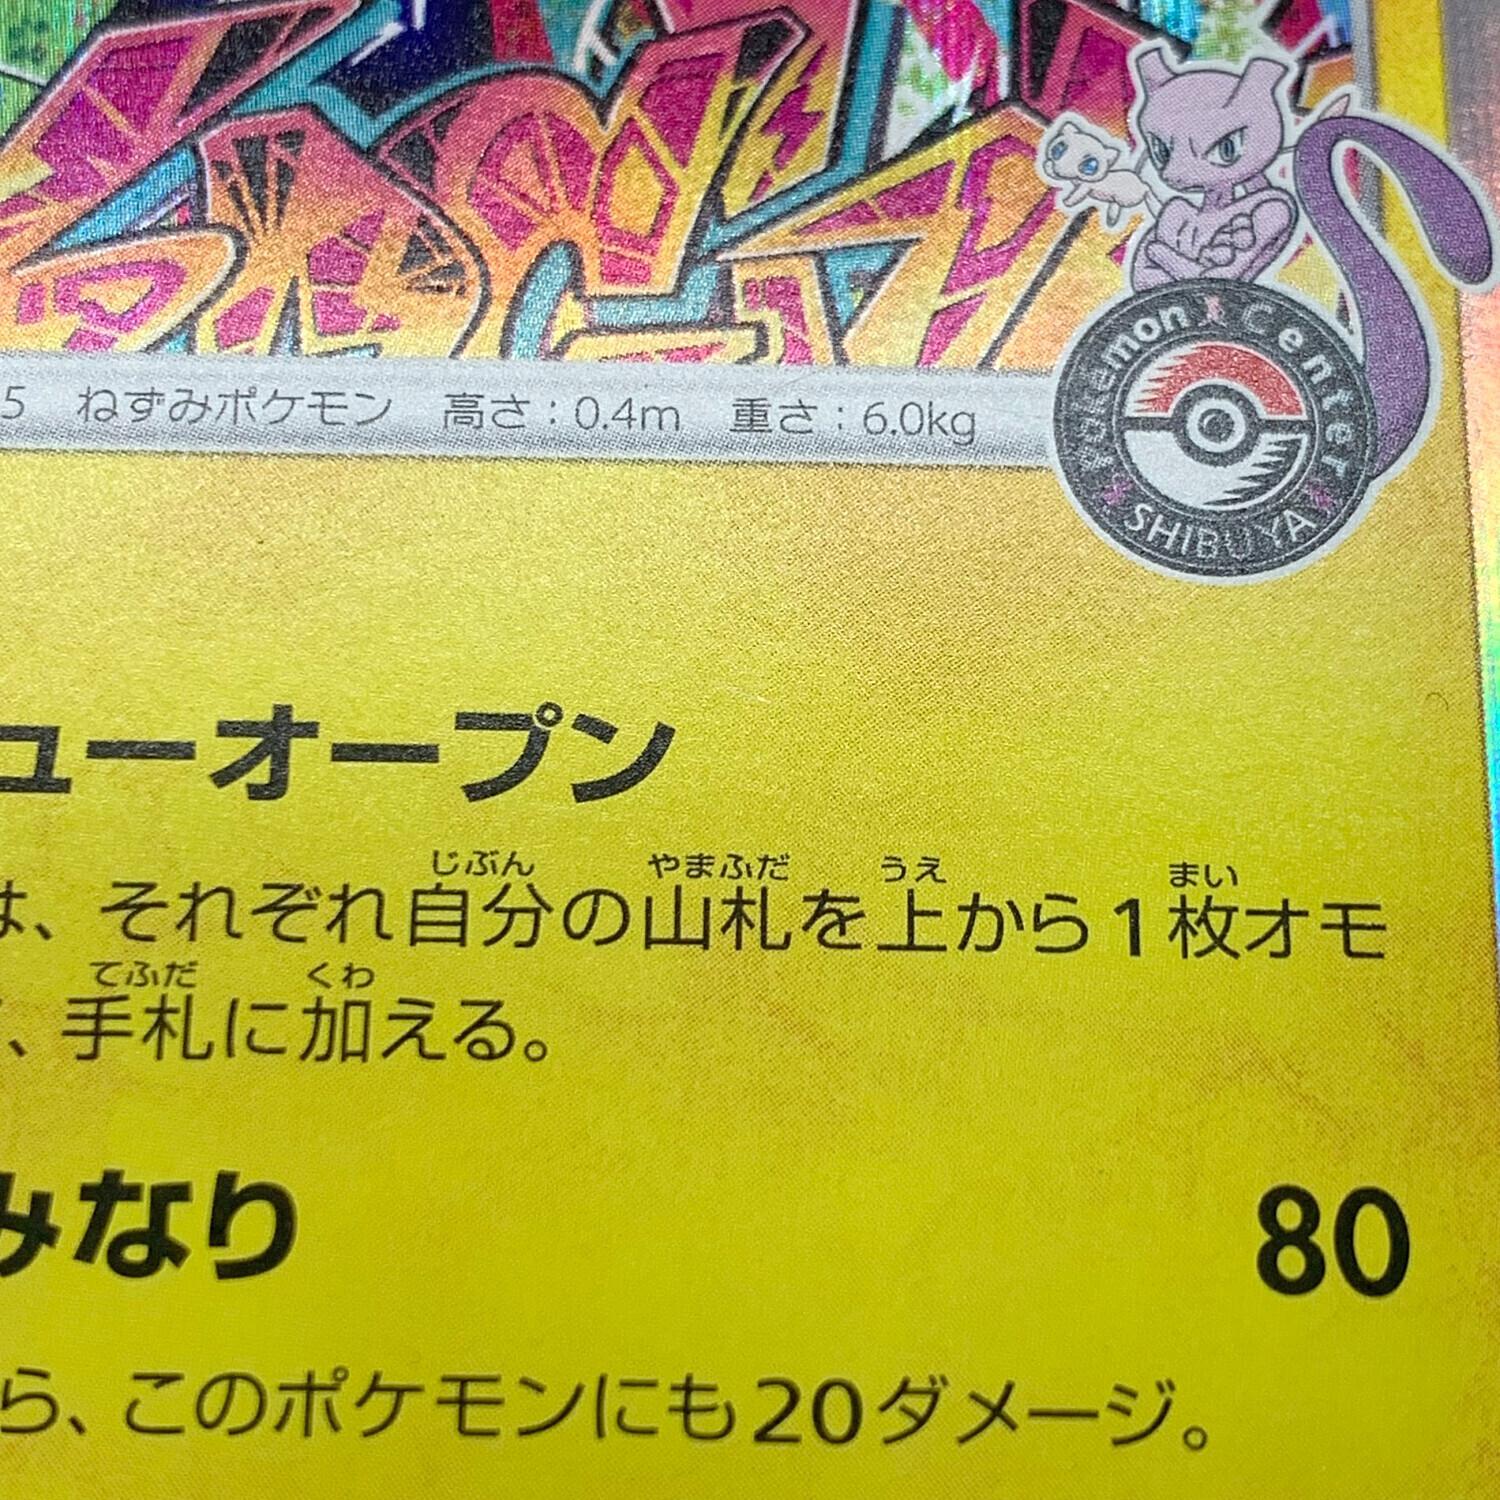 5 ねずみポケモン 高さ：0.4m 重さ：6.0kg
Pokémon Center
SHIBUYA
ューオープン
は、それぞれ自分の山札を上から1枚オモ
じぶん やまふだ うえ まい
、手札に加える。
てふだ くわ
みなり 80
ら、このポケモンにも20ダメージ。